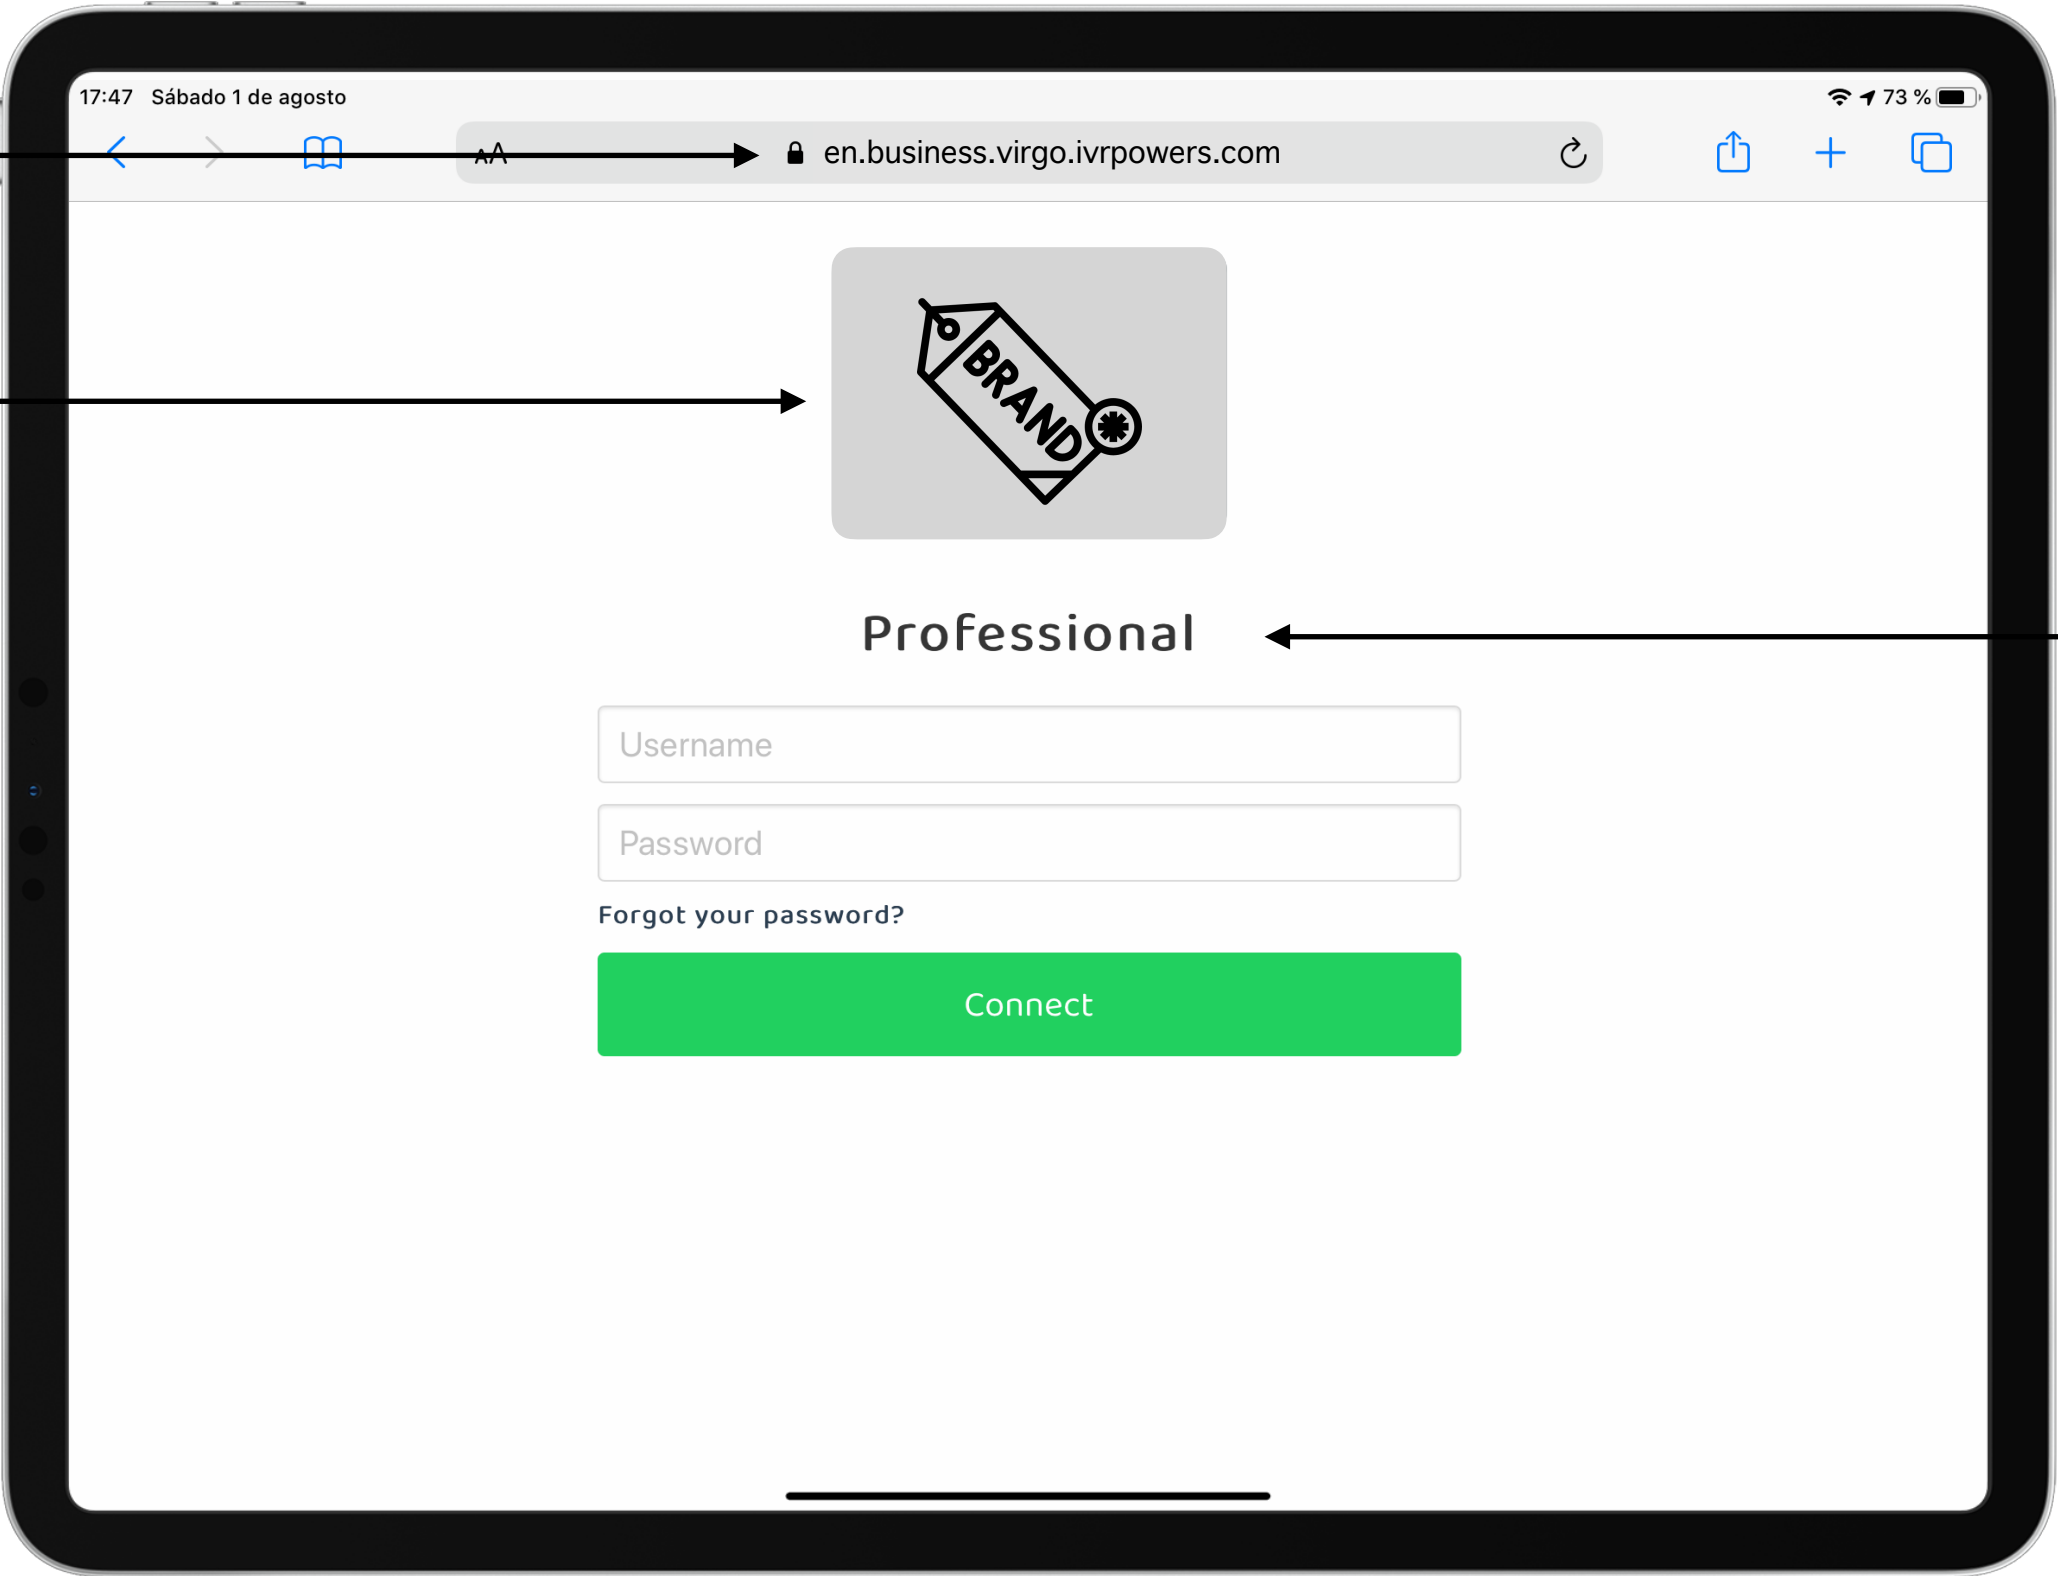 17:47 Sábado 1 de agosto 73 %
AA en.business.virgo.ivrpowers.com
BRAND
Professional
Username
Password
Forgot your password?
Connect